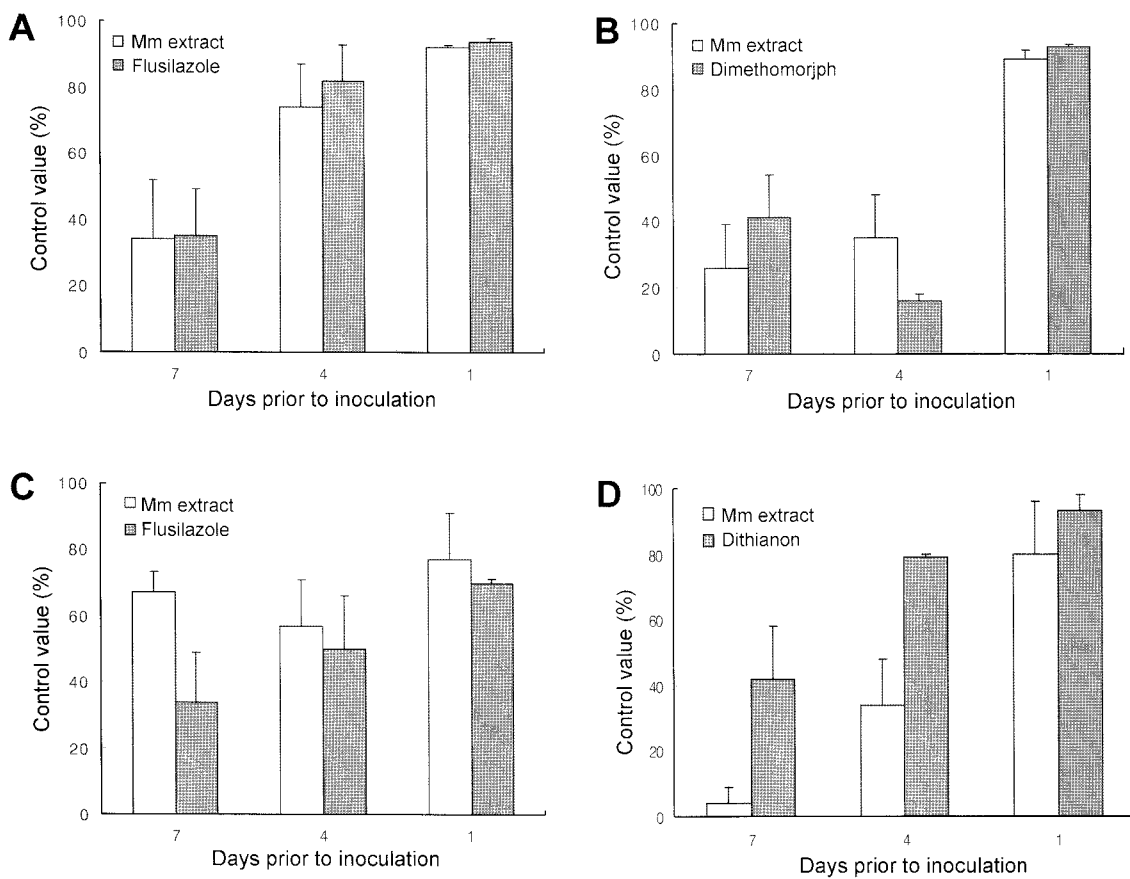 A
Mm extract
Flusilazole
100
80
60
40
20
0
Control value (%)
7
4
1
Days prior to inoculation
B
Mm extract
Dimethomorjph
100
80
60
40
20
0
Control value (%)
7
4
1
Days prior to inoculation
C
Mm extract
Flusilazole
100
80
60
40
20
0
Control value (%)
7
4
1
Days prior to inoculation
D
Mm extract
Dithianon
100
80
60
40
20
0
Control value (%)
7
4
1
Days prior to inoculation